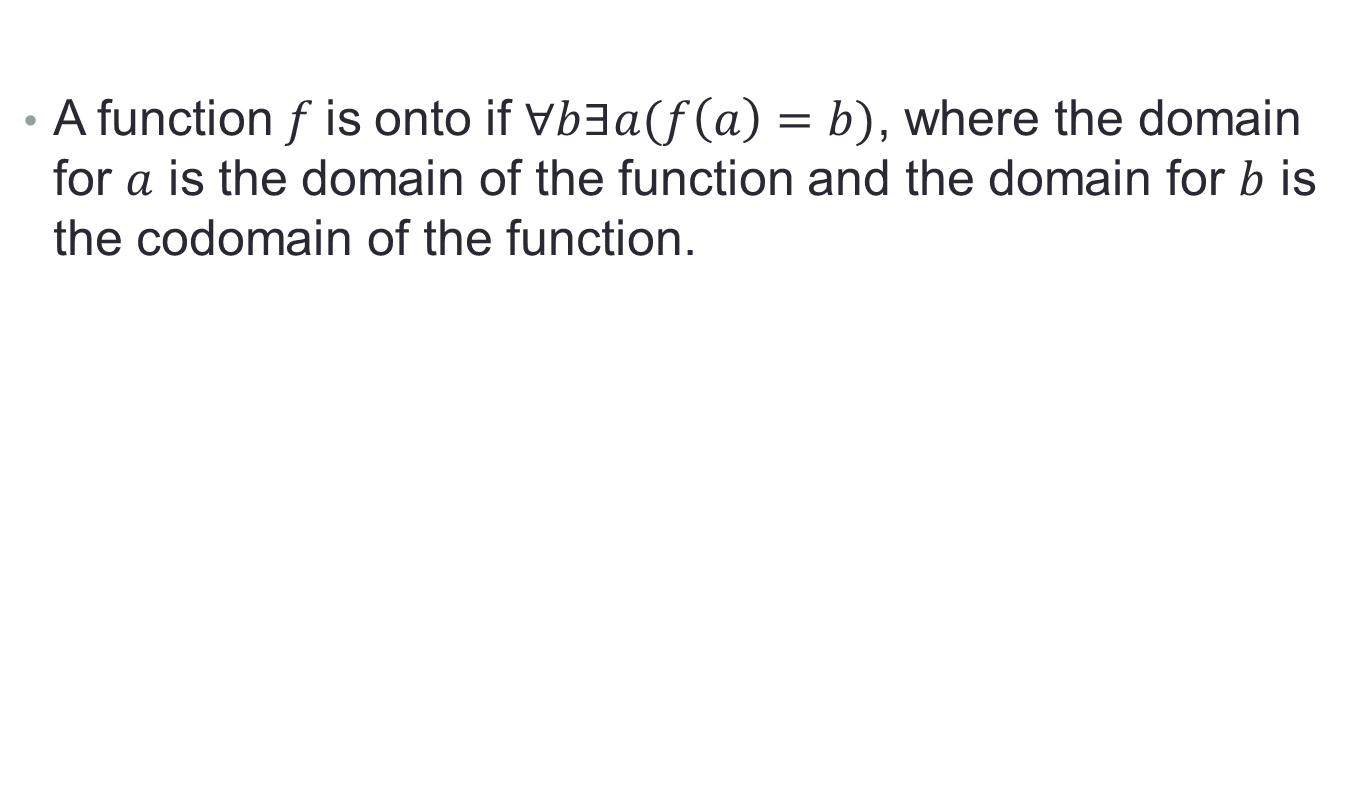 • A function 𝑓 is onto if ∀𝑏∃𝑎(𝑓(𝑎) = 𝑏), where the domain
for 𝑎 is the domain of the function and the domain for 𝑏 is
the codomain of the function.